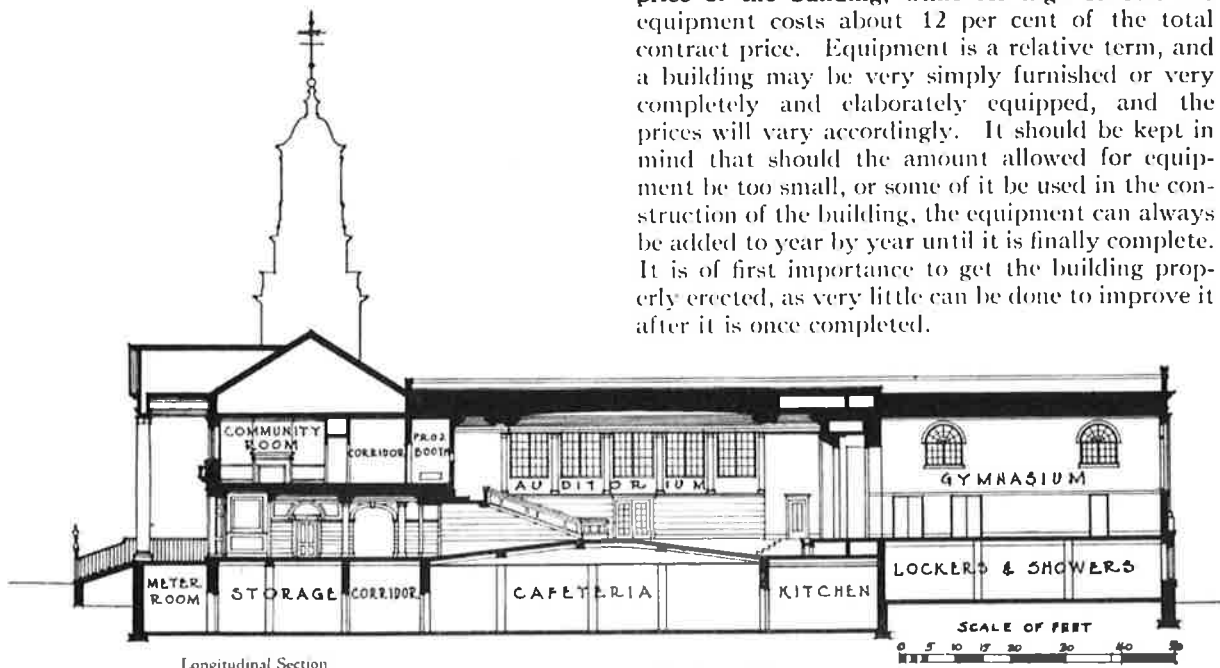 equipment costs about 12 per cent of the total
contract price. Equipment is a relative term, and
a building may be very simply furnished or very
completely and elaborately equipped, and the
prices will vary accordingly. It should be kept in
mind that should the amount allowed for equip-
ment be too small, or some of it be used in the con-
struction of the building, the equipment can always
be added to year by year until it is finally complete.
It is of first importance to get the building prop-
erly erected, as very little can be done to improve it
after it is once completed.
COMMUNITY
ROOM
CORRIDOR
PROJ.
BOOTH
AUDITORIUM
GYMNASIUM
METER
ROOM
STORAGE
CORRIDOR
CAFETERIA
KITCHEN
LOCKERS & SHOWERS
SCALE OF FEET
0 5 10 15 20 30 40 50
Longitudinal Section